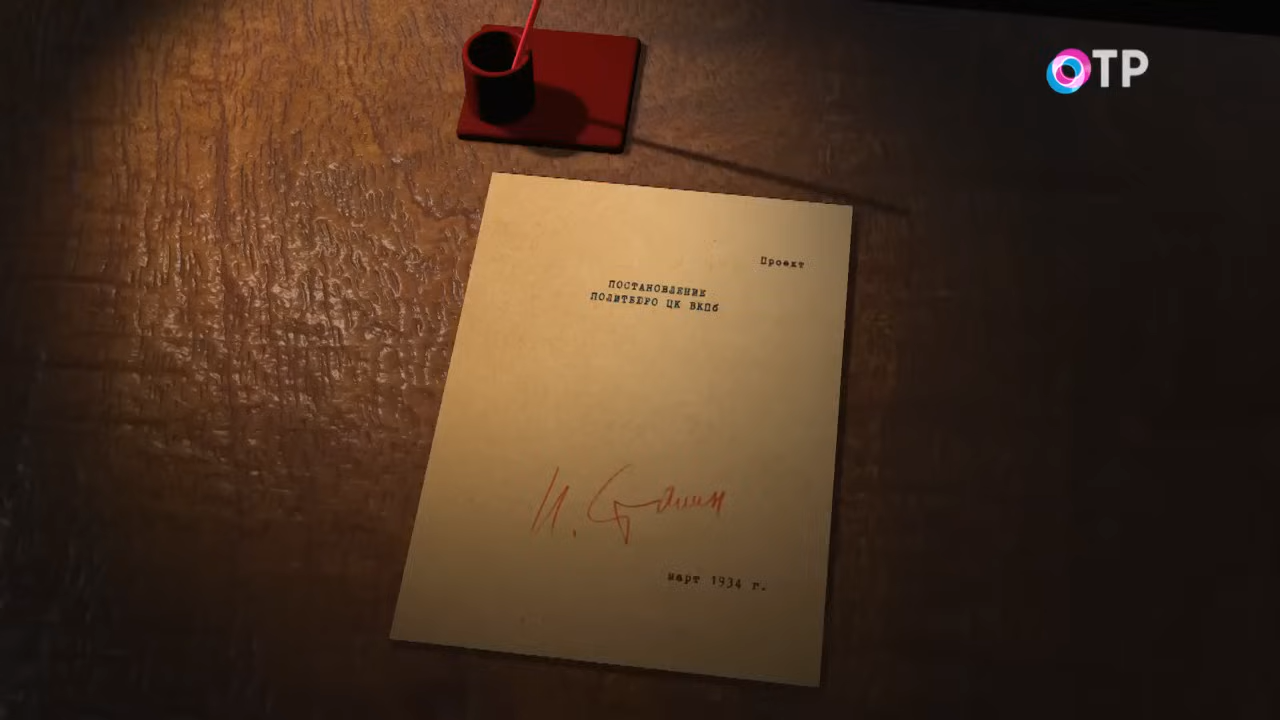 ОТР
Проект
ПОСТАНОВЛЕНИЕ
ПОЛИТБЮРО ЦК ВКПб
И. Сталин
март 1934 г.